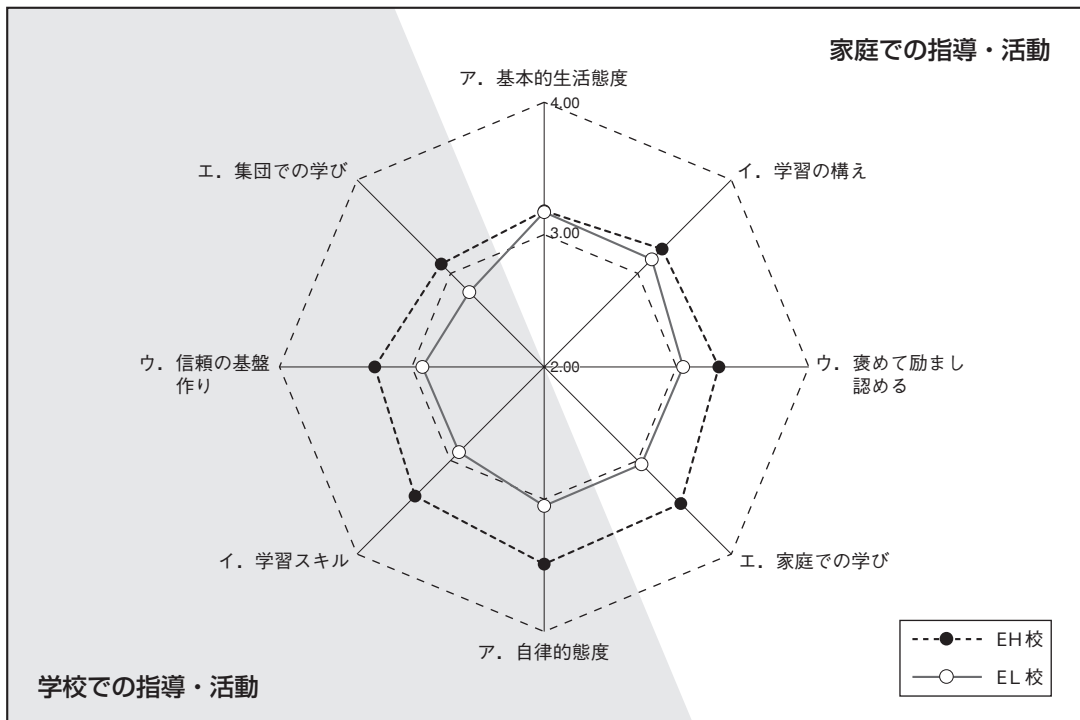 家庭での指導・活動
ア．基本的生活態度
4.00
エ．集団での学び
イ．学習の構え
3.00
ウ．信頼の基盤
作り
2.00
ウ．褒めて励まし
認める
イ．学習スキル
エ．家庭での学び
ア．自律的態度
学校での指導・活動
EH校
EL校